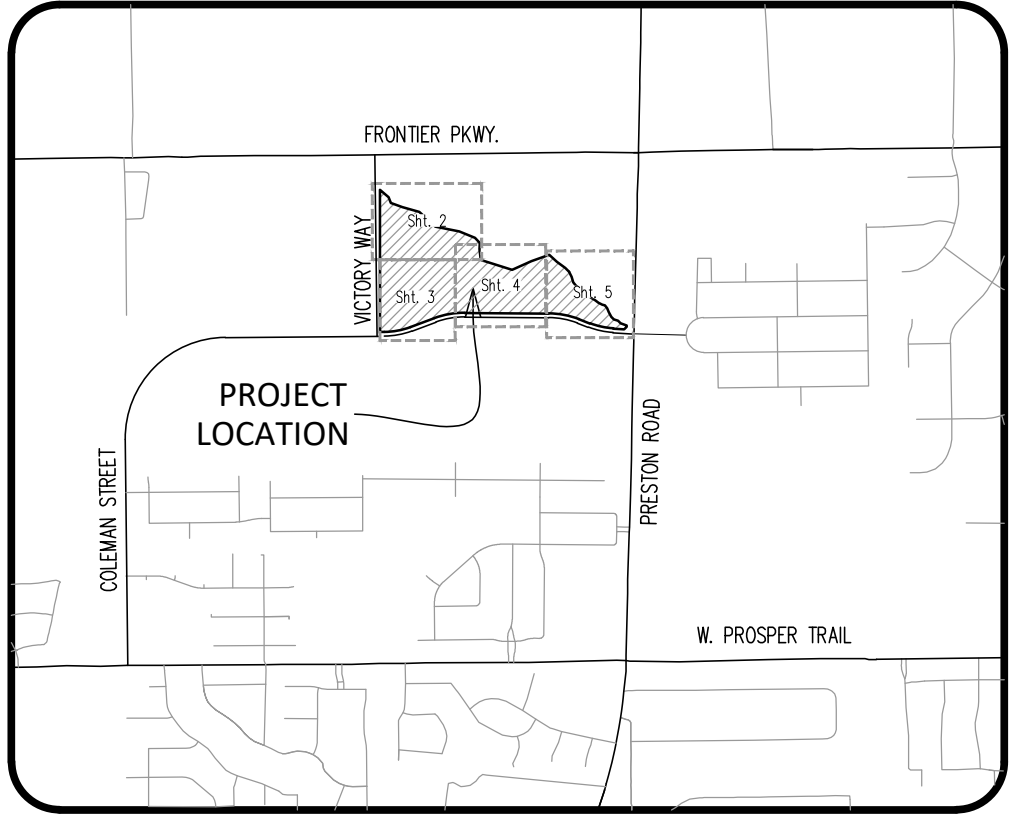 FRONTIER PKWY.
VICTORY WAY
Sht. 2
Sht. 3
Sht. 4
Sht. 5
PROJECT
LOCATION
COLEMAN STREET
PRESTON ROAD
W. PROSPER TRAIL